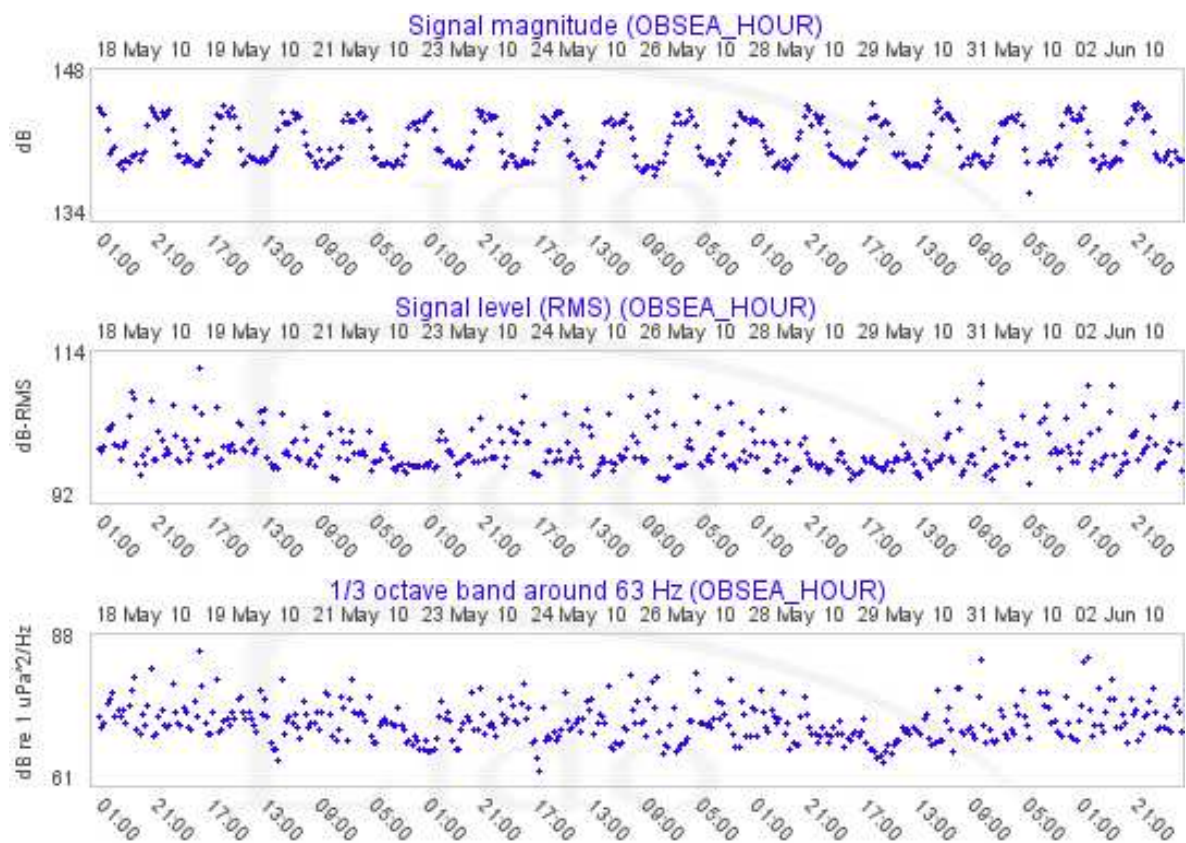 Signal magnitude (OBSEA_HOUR)
18 May 10 19 May 10 21 May 10 23 May 10 24 May 10 26 May 10 28 May 10 29 May 10 31 May 10 02 Jun 10
148
dB
134
01:00 21:00 17:00 13:00 09:00 05:00 01:00 21:00 17:00 13:00 09:00 05:00 01:00 21:00 17:00 13:00 09:00 05:00 01:00 21:00
Lido
Signal level (RMS) (OBSEA_HOUR)
18 May 10 19 May 10 21 May 10 23 May 10 24 May 10 26 May 10 28 May 10 29 May 10 31 May 10 02 Jun 10
114
dB-RMS
92
01:00 21:00 17:00 13:00 09:00 05:00 01:00 21:00 17:00 13:00 09:00 05:00 01:00 21:00 17:00 13:00 09:00 05:00 01:00 21:00
Lido
1/3 octave band around 63 Hz (OBSEA_HOUR)
18 May 10 19 May 10 21 May 10 23 May 10 24 May 10 26 May 10 28 May 10 29 May 10 31 May 10 02 Jun 10
88
dB re 1 uPa^2/Hz
61
01:00 21:00 17:00 13:00 09:00 05:00 01:00 21:00 17:00 13:00 09:00 05:00 01:00 21:00 17:00 13:00 09:00 05:00 01:00 21:00
Lido